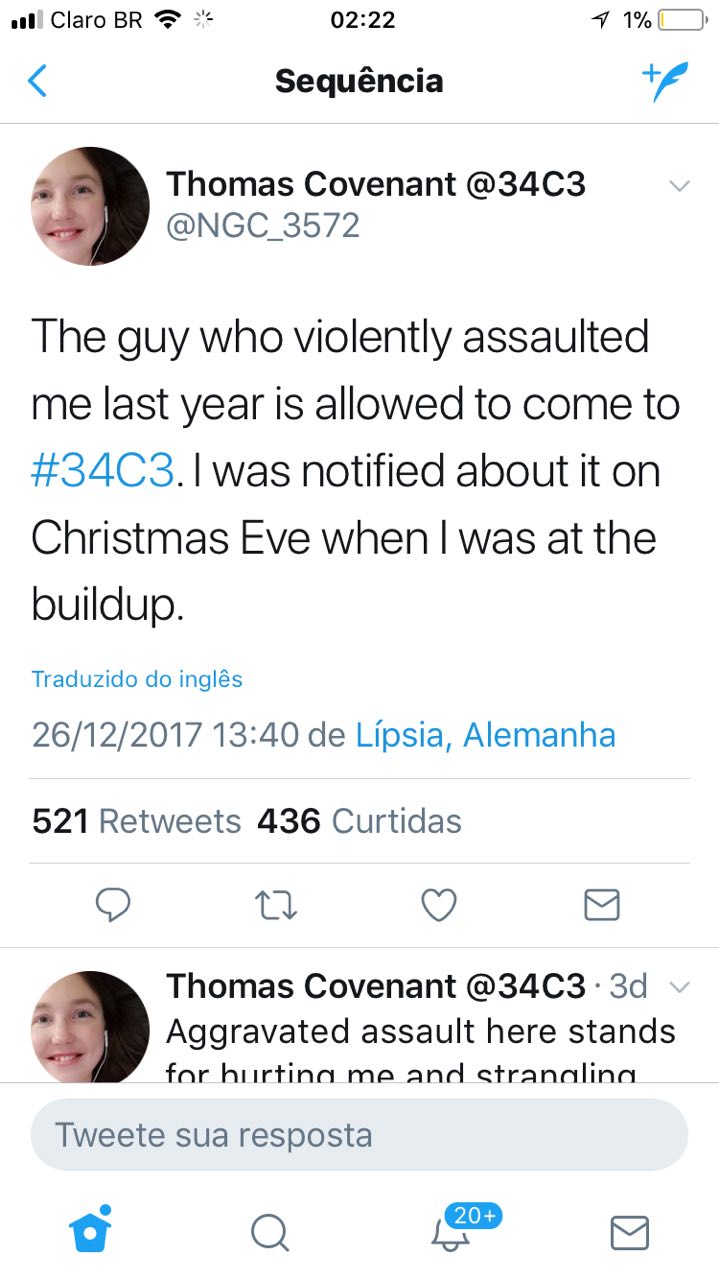 Claro BR 02:22 1%
Sequência
Thomas Covenant @34C3
@NGC_3572
The guy who violently assaulted
me last year is allowed to come to
#34C3. I was notified about it on
Christmas Eve when I was at the
buildup.
Traduzido do inglês
26/12/2017 13:40 de Lípsia, Alemanha
521 Retweets 436 Curtidas
Thomas Covenant @34C3 · 3d
Aggravated assault here stands
for hurting me and strangling
Tweete sua resposta
20+